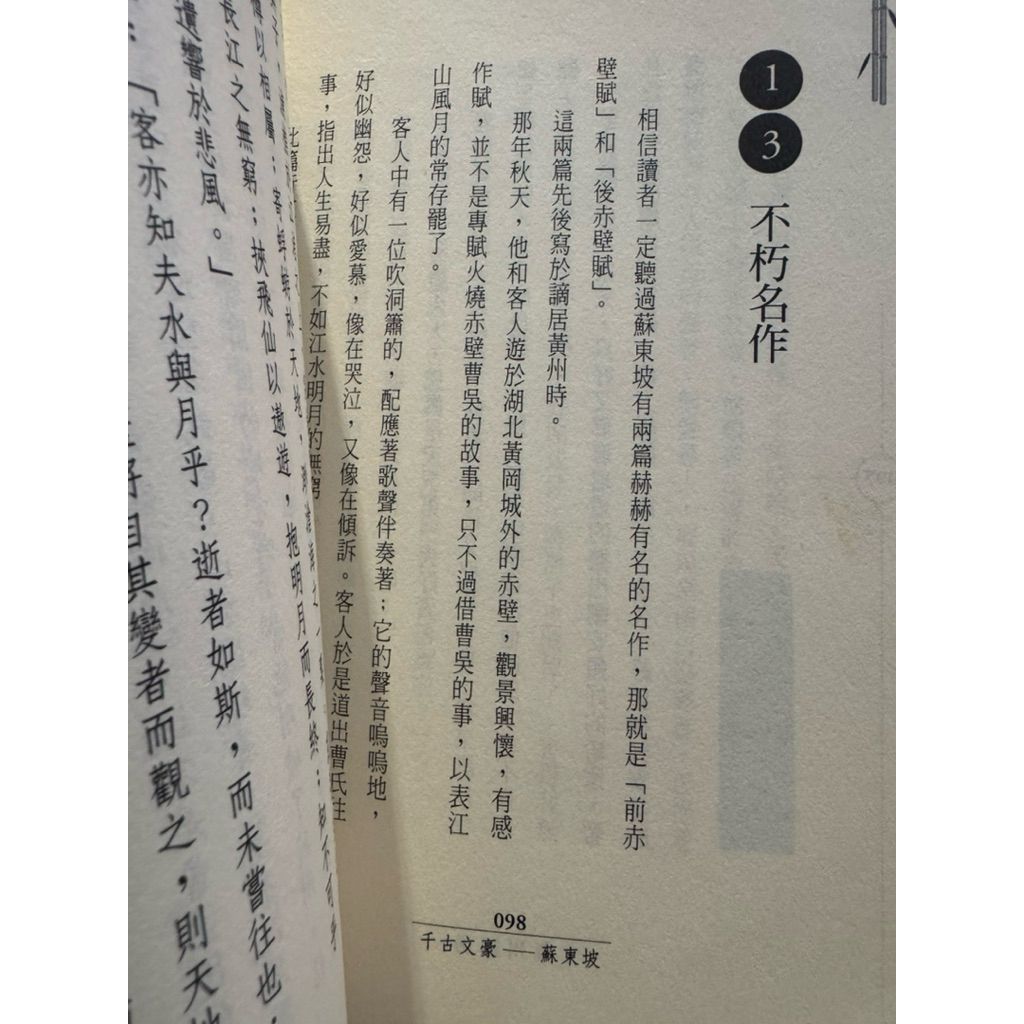 13 不朽名作
相信讀者一定聽過蘇東坡有兩篇赫赫有名的名作，那就是「前赤
壁賦」和「後赤壁賦」。
這兩篇先後寫於謫居黃州時。
那年秋天，他和客人遊於湖北黃岡城外的赤壁，觀景興懷，有感
作賦，並不是專賦火燒赤壁曹吳的故事，只不過借曹吳的事，以表江
山風月的常存罷了。
客人中有一位吹洞簫的，配應著歌聲伴奏著；它的聲音嗚嗚地，
好似幽怨，好似愛慕，像在哭泣，又像在傾訴。客人於是道出曹氏往
事，指出人生易盡，不如江水明月的無窮
098
千古文豪——蘇東坡
以相屬；寄蜉蝣於天地，
長江之無窮；挾飛仙以遨遊，抱明月而長終；
遺響於悲風。」
「客亦知夫水與月乎？逝者如斯，而未嘗往也，
自其變者而觀之，則天地